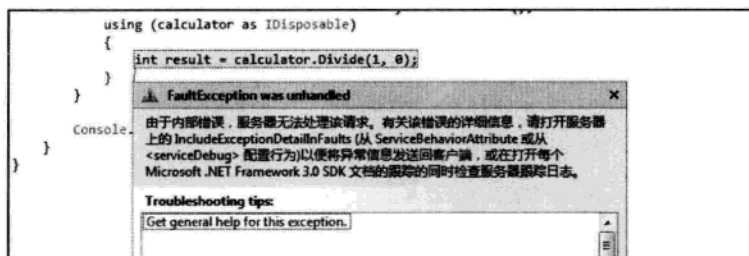 using (calculator as IDisposable)
{
int result = calculator.Divide(1, 0);
}
}
Console.
}
}
FaultException was unhandled
由于内部错误，服务器无法处理该请求。有关该错误的详细信息，请打开服务器
上的 IncludeExceptionDetailInFaults (从 ServiceBehaviorAttribute 或从
<serviceDebug> 配置行为)以便将异常信息发送回客户端，或在打开每个
Microsoft .NET Framework 3.0 SDK 文档的跟踪的同时检查服务器跟踪日志。
Troubleshooting tips:
Get general help for this exception.